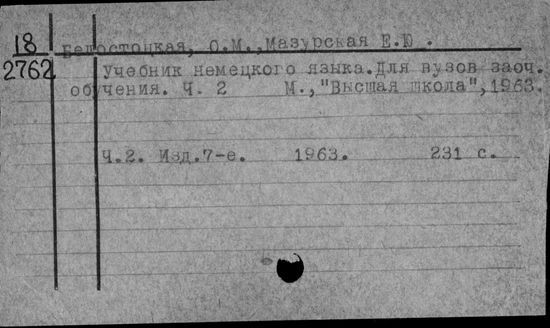 18
2762
Белостоцкая, О.М., Мазурская Е.Ю.
Учебник немецкого языка. Для вузов заоч.
обучения. Ч. 2 М., "Высшая школа", 1963.
Ч.2. Изд.7-е. 1963. 231 с.